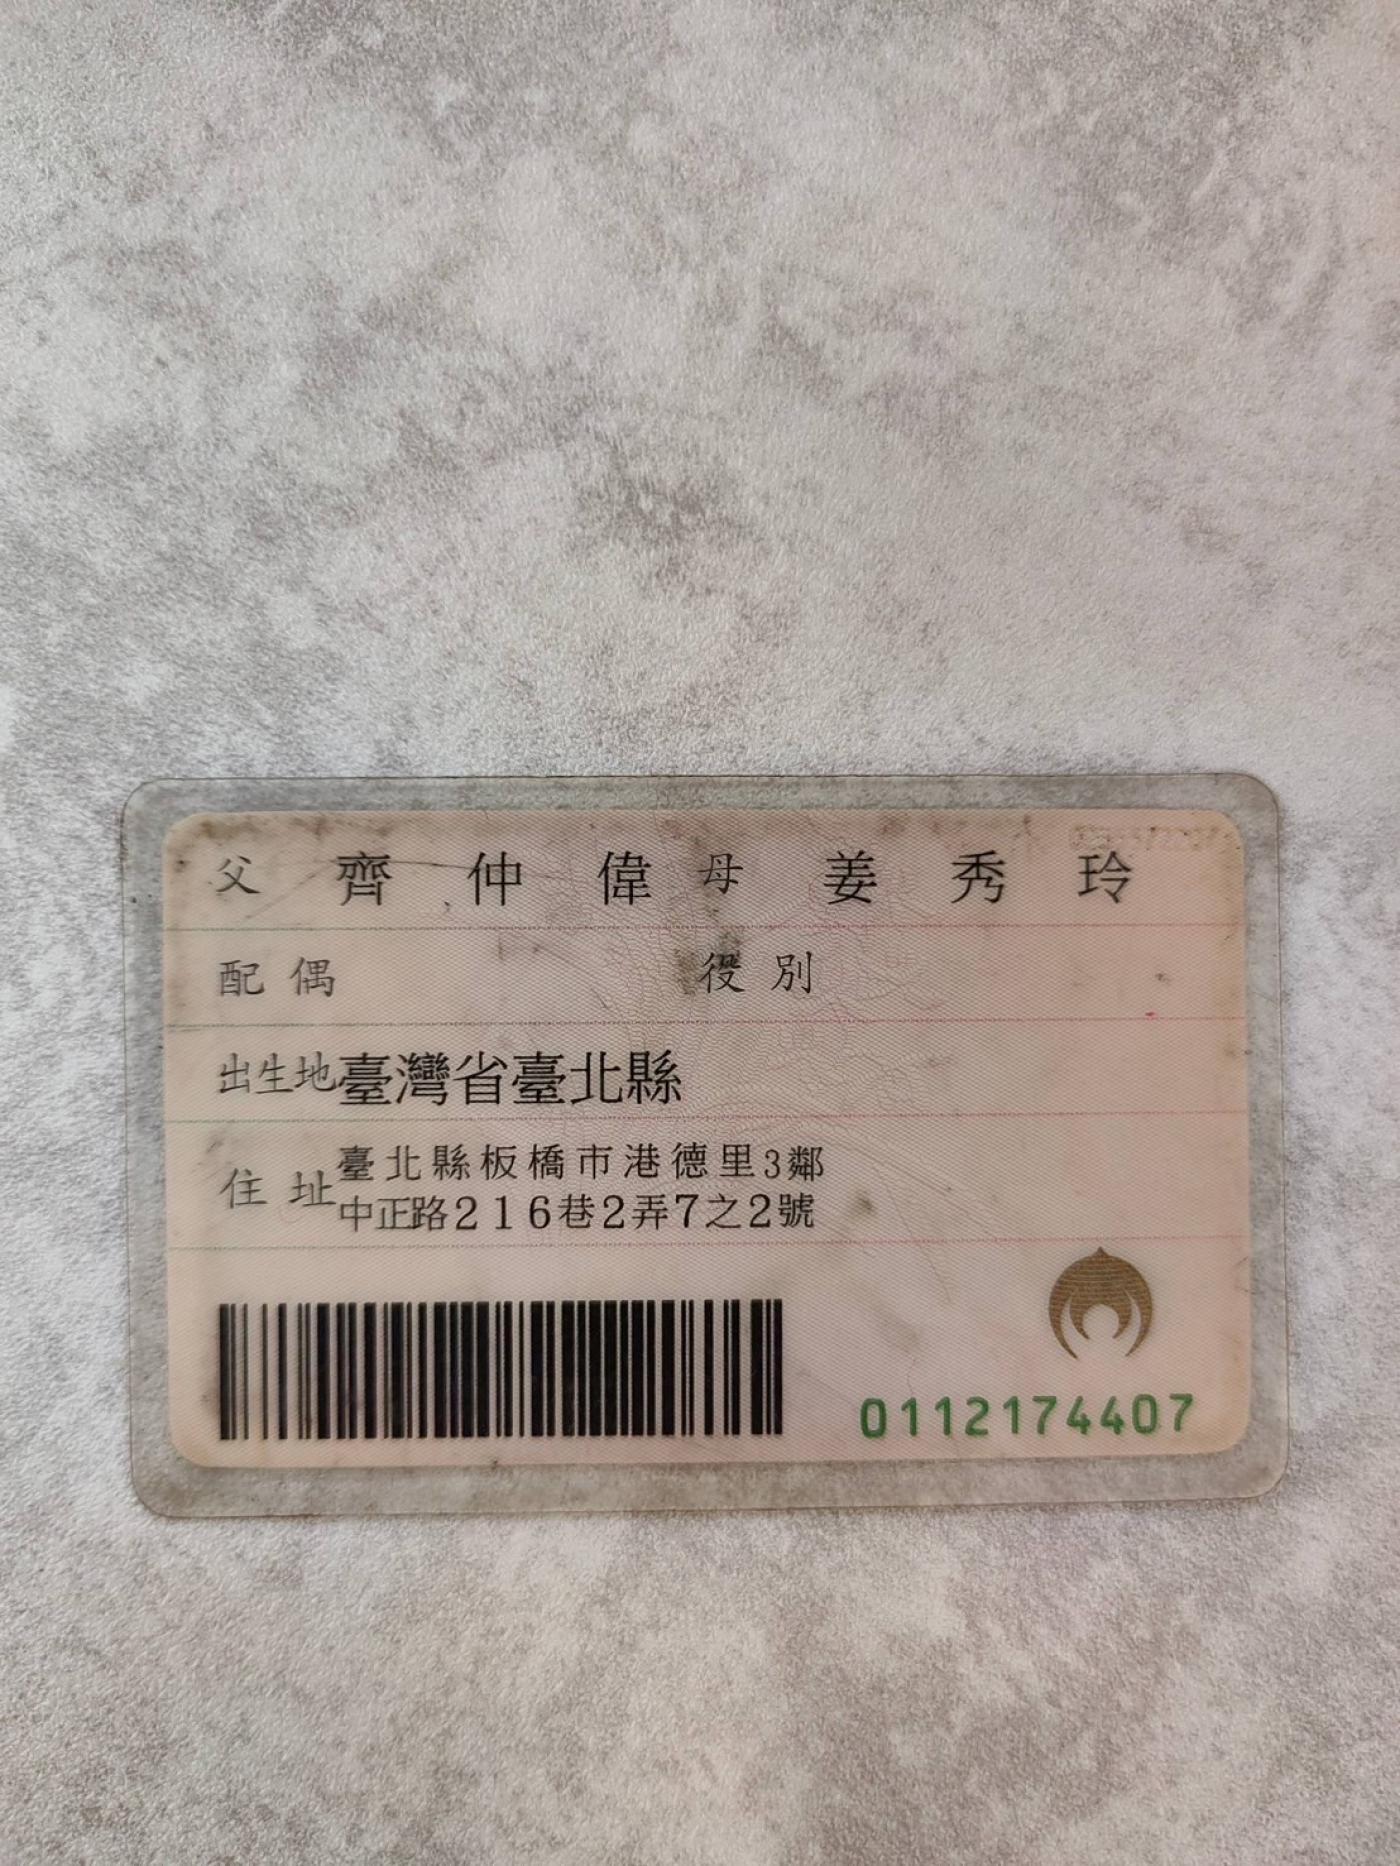 父 齊仲偉 母 姜秀玲
配偶 役別
出生地 臺灣省臺北縣
住址 臺北縣板橋市港德里3鄰
中正路216巷2弄7之2號
0112174407